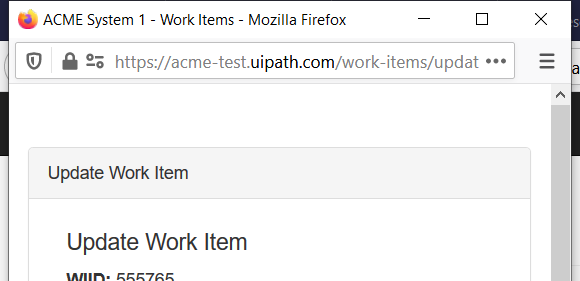 ACME System 1 - Work Items - Mozilla Firefox
https://acme-test.uipath.com/work-items/updat
Update Work Item
Update Work Item
WIID: 555765